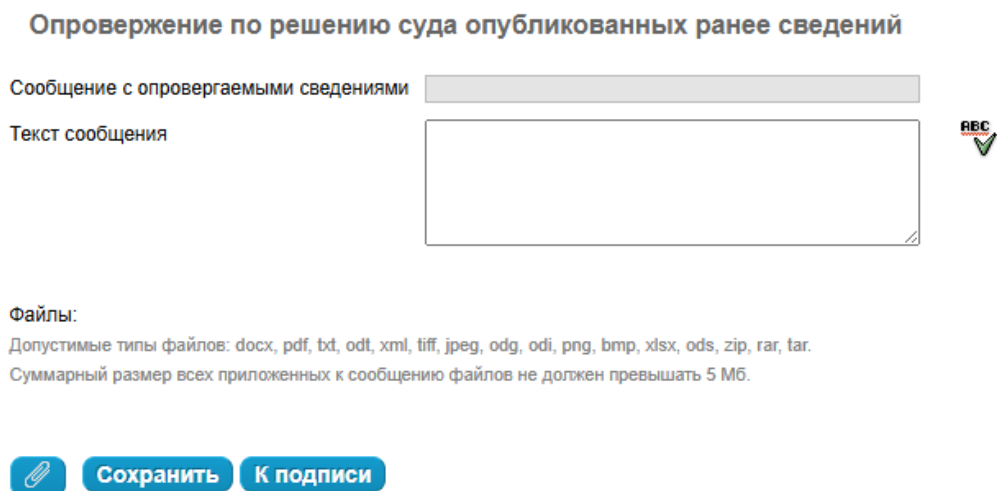 Опровержение по решению суда опубликованных ранее сведений
Сообщение с опровергаемыми сведениями
Текст сообщения
ABC
Файлы:
Допустимые типы файлов: docx, pdf, txt, odt, xml, tiff, jpeg, odg, odi, png, bmp, xlsx, ods, zip, rar, tar.
Суммарный размер всех приложенных к сообщению файлов не должен превышать 5 Мб.
Сохранить К подписи